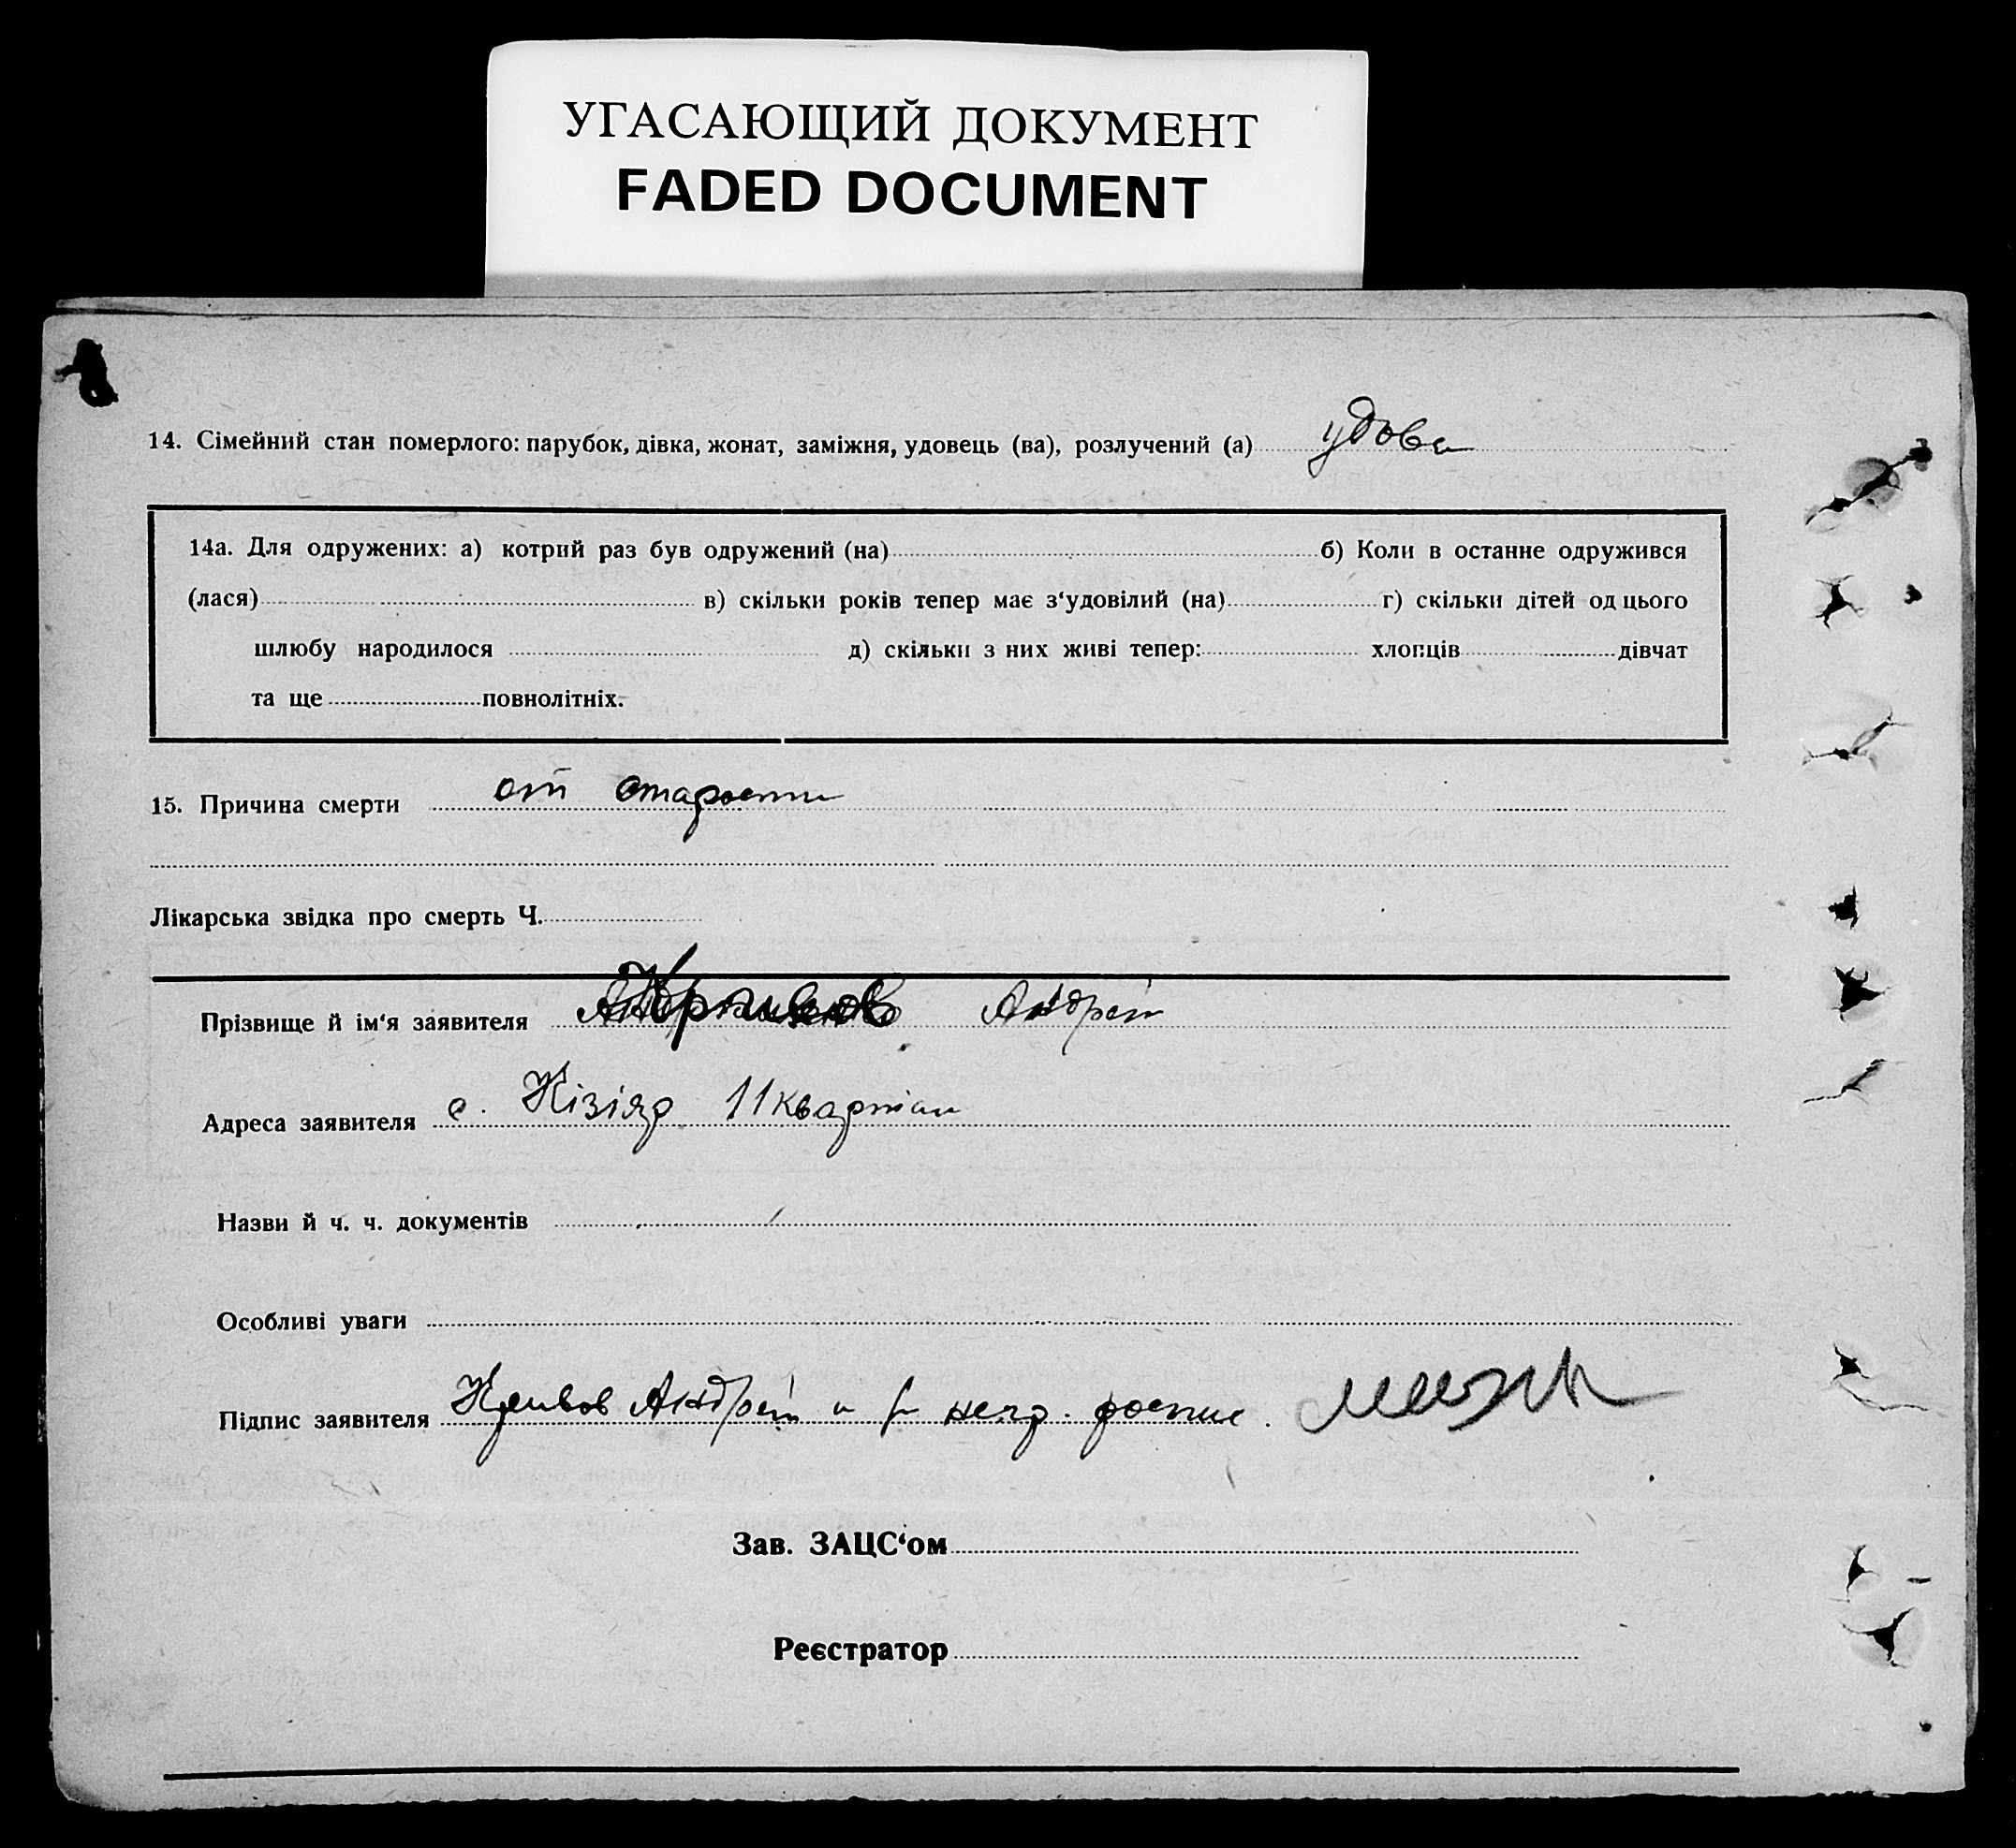 УГАСАЮЩИЙ ДОКУМЕНТ
FADED DOCUMENT
14. Сімейний стан померлого: парубок, дівка, жонат, заміжня, удовець (ва), розлучений (а) удова
14а. Для одружених: а) котрий раз був одружений (на) б) Коли в останне одружився
(лася) в) скільки років тепер має з‘удовілий (на) г) скільки дітей од цього
шлюбу народилося д) скільки з них живі тепер: хлопців дівчат
та ще повнолітніх.
15. Причина смерти от старости
Лікарська звідка про смерть Ч.
Прізвище й ім‘я заявителя Андрей
Адреса заявителя с. Кізіяр 11 квартал
Назви й ч. ч. документів
Особливі уваги
Підпис заявителя Кривов Андрей негр. роспис.
Зав. ЗАЦС‘ом
Реєстратор